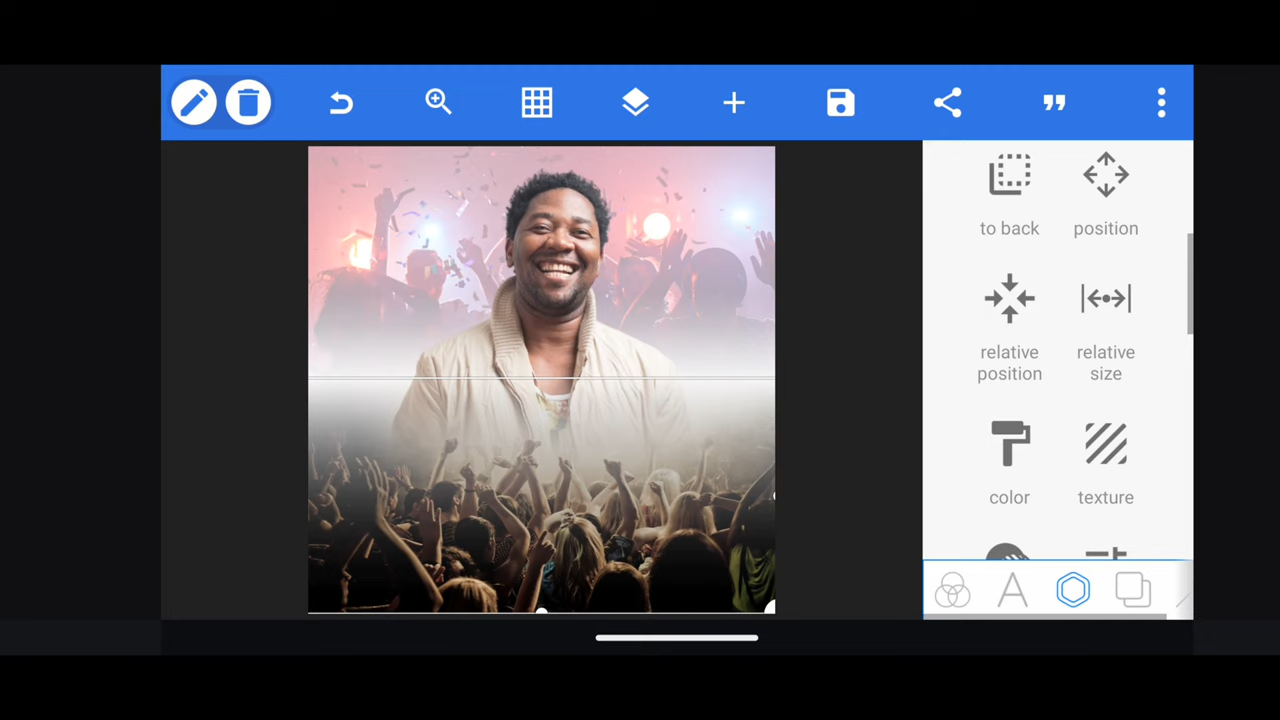 to back
position
relative
position
relative
size
color
texture